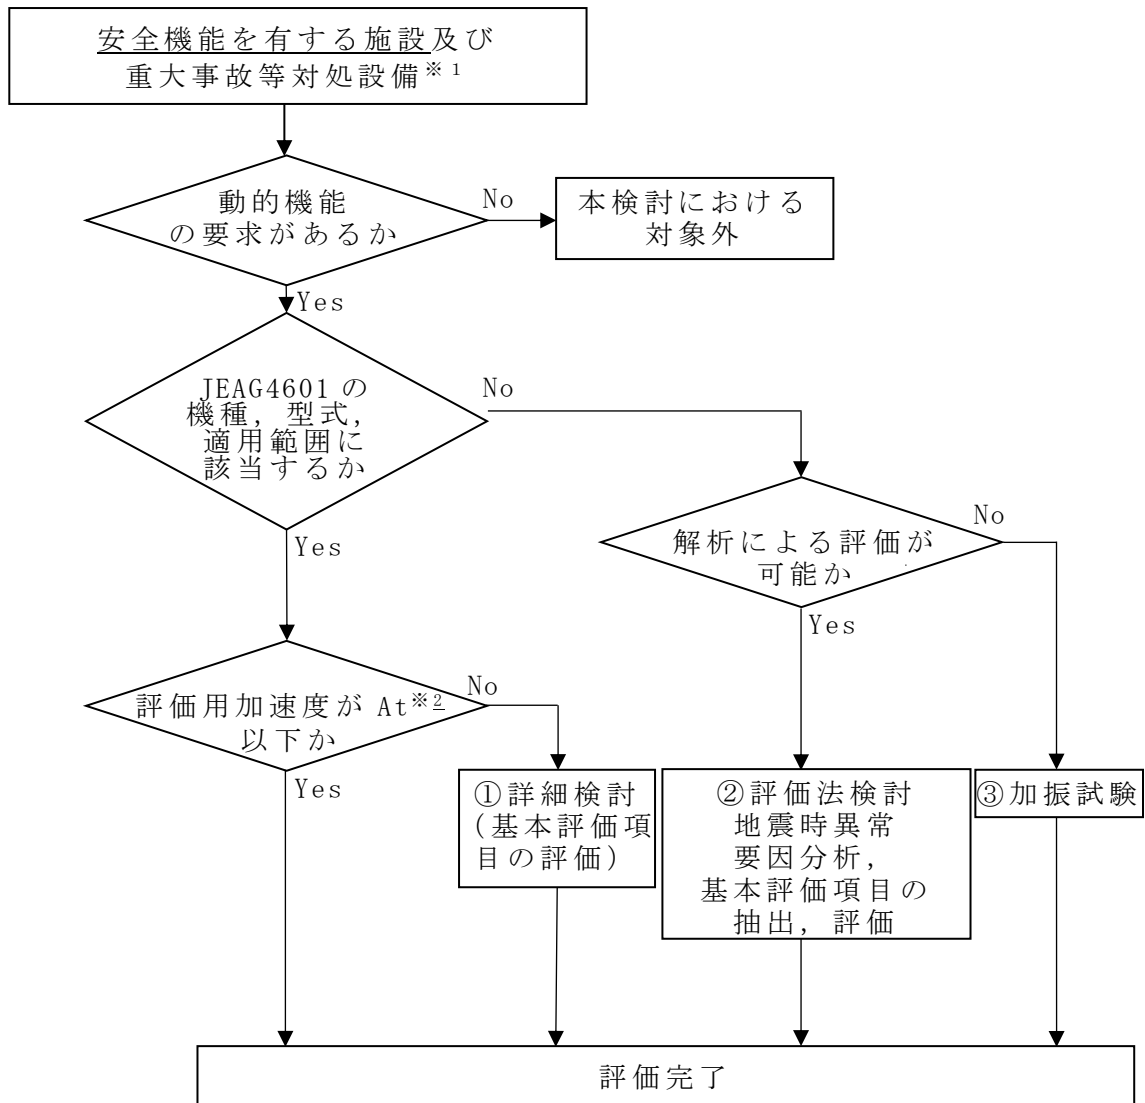 安全機能を有する施設及び
重大事故等対処設備※1
動的機能
の要求があるか
No
本検討における
対象外
Yes
JEAG4601の
機種,型式,
適用範囲に
該当するか
No
Yes
解析による評価が
可能か
No
Yes
評価用加速度がAt※2
以下か
No
Yes
①詳細検討
(基本評価項
目の評価)
②評価法検討
地震時異常
要因分析,
基本評価項目の
抽出,評価
③加振試験
評価完了